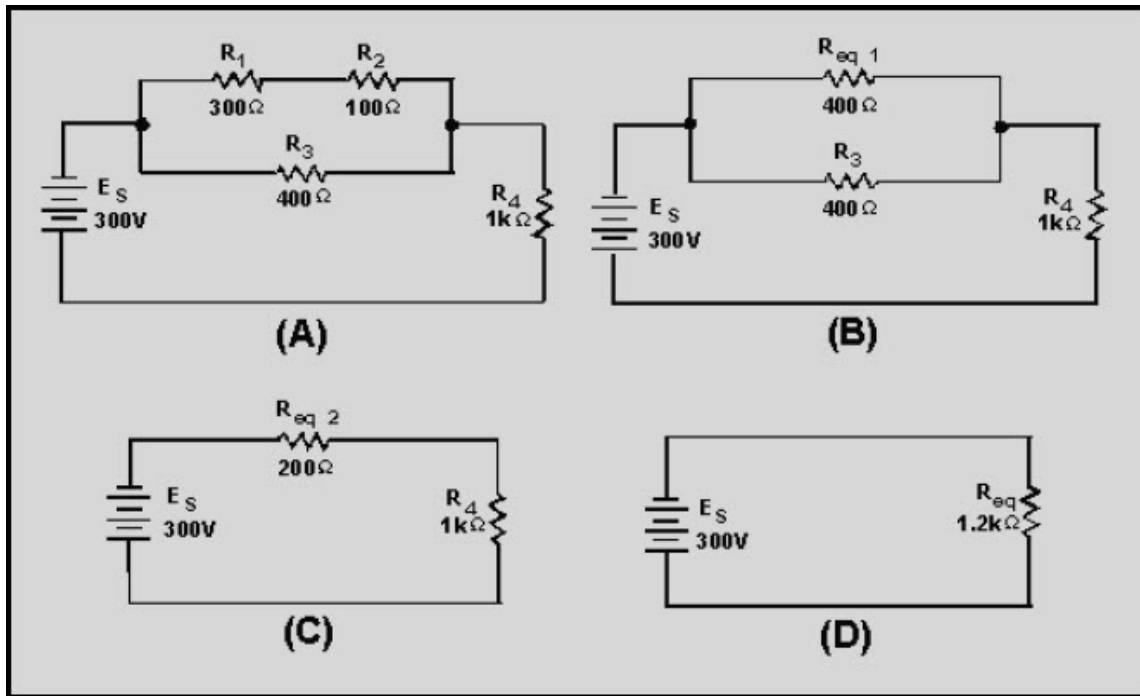 R1
300Ω
R2
100Ω
R3
400Ω
ES
300V
R4
1kΩ
(A)
Req 1
400Ω
R3
400Ω
ES
300V
R4
1kΩ
(B)
Req 2
200Ω
ES
300V
R4
1kΩ
(C)
ES
300V
Req
1.2kΩ
(D)